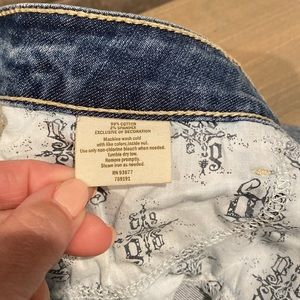 98% COTTON
2% SPANDEX
EXCLUSIVE OF DECORATION
Machine wash cold
with like colors, inside out.
Use only non-chlorine bleach when needed.
Tumble dry low.
Remove promptly.
Steam iron as needed.
RN 93677